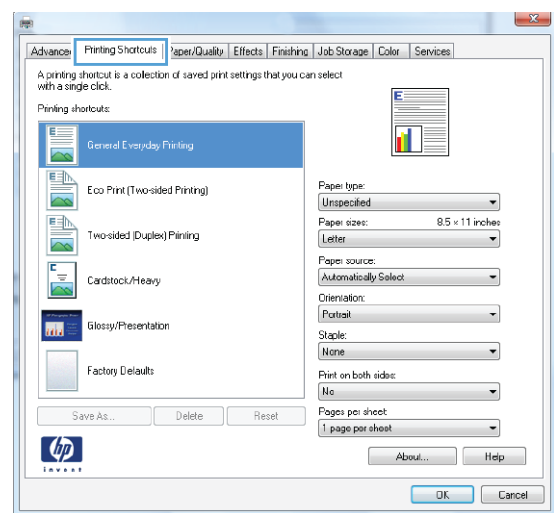 Advanced Printing Shortcuts Paper/Quality Effects Finishing Job Storage Color Services
A printing shortcut is a collection of saved print settings that you can select
with a single click.
Printing shortcuts:
General Everyday Printing
Eco Print (Two-sided Printing)
Two-sided (Duplex) Printing
Cardstock/Heavy
Glossy/Presentation
Factory Defaults
Save As... Delete Reset
E
Paper type:
Unspecified
Paper sizes: 8.5 × 11 inches
Letter
Paper source:
Automatically Select
Orientation:
Portrait
Staple:
None
Print on both sides:
No
Pages per sheet:
1 page per sheet
hp
invent
About... Help
OK Cancel